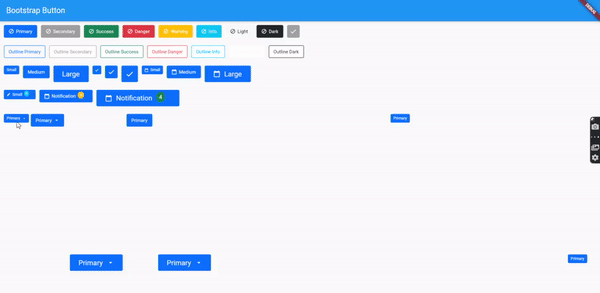 Bootstrap Button
DEBUG
Primary Secondary Success Danger Warning Info Light Dark
Outline Primary Outline Secondary Outline Success Outline Danger Outline Info Outline Dark
Small Medium Large Small Medium Large
Small Notification Notification 4
Primary Primary Primary Primary
Primary Primary Primary